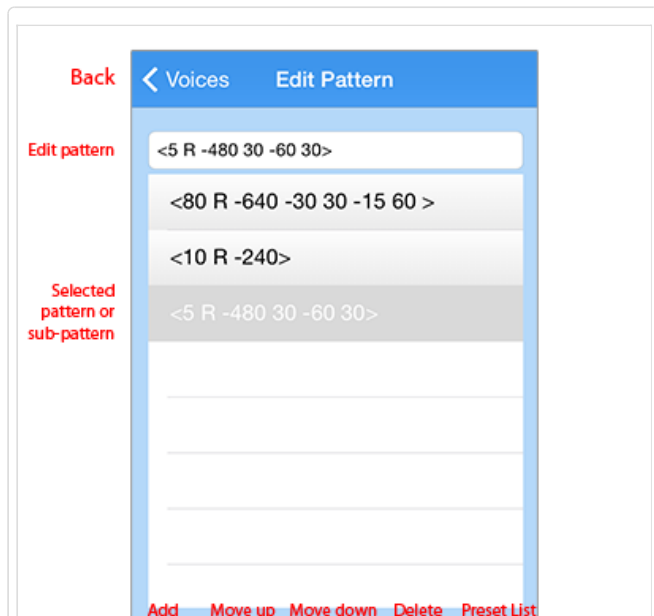 Back
Voices
Edit Pattern
Edit pattern
<5 R -480 30 -60 30>
<80 R -640 -30 30 -15 60 >
<10 R -240>
Selected
pattern or
sub-pattern
<5 R -480 30 -60 30>
Add Move up Move down Delete Preset List